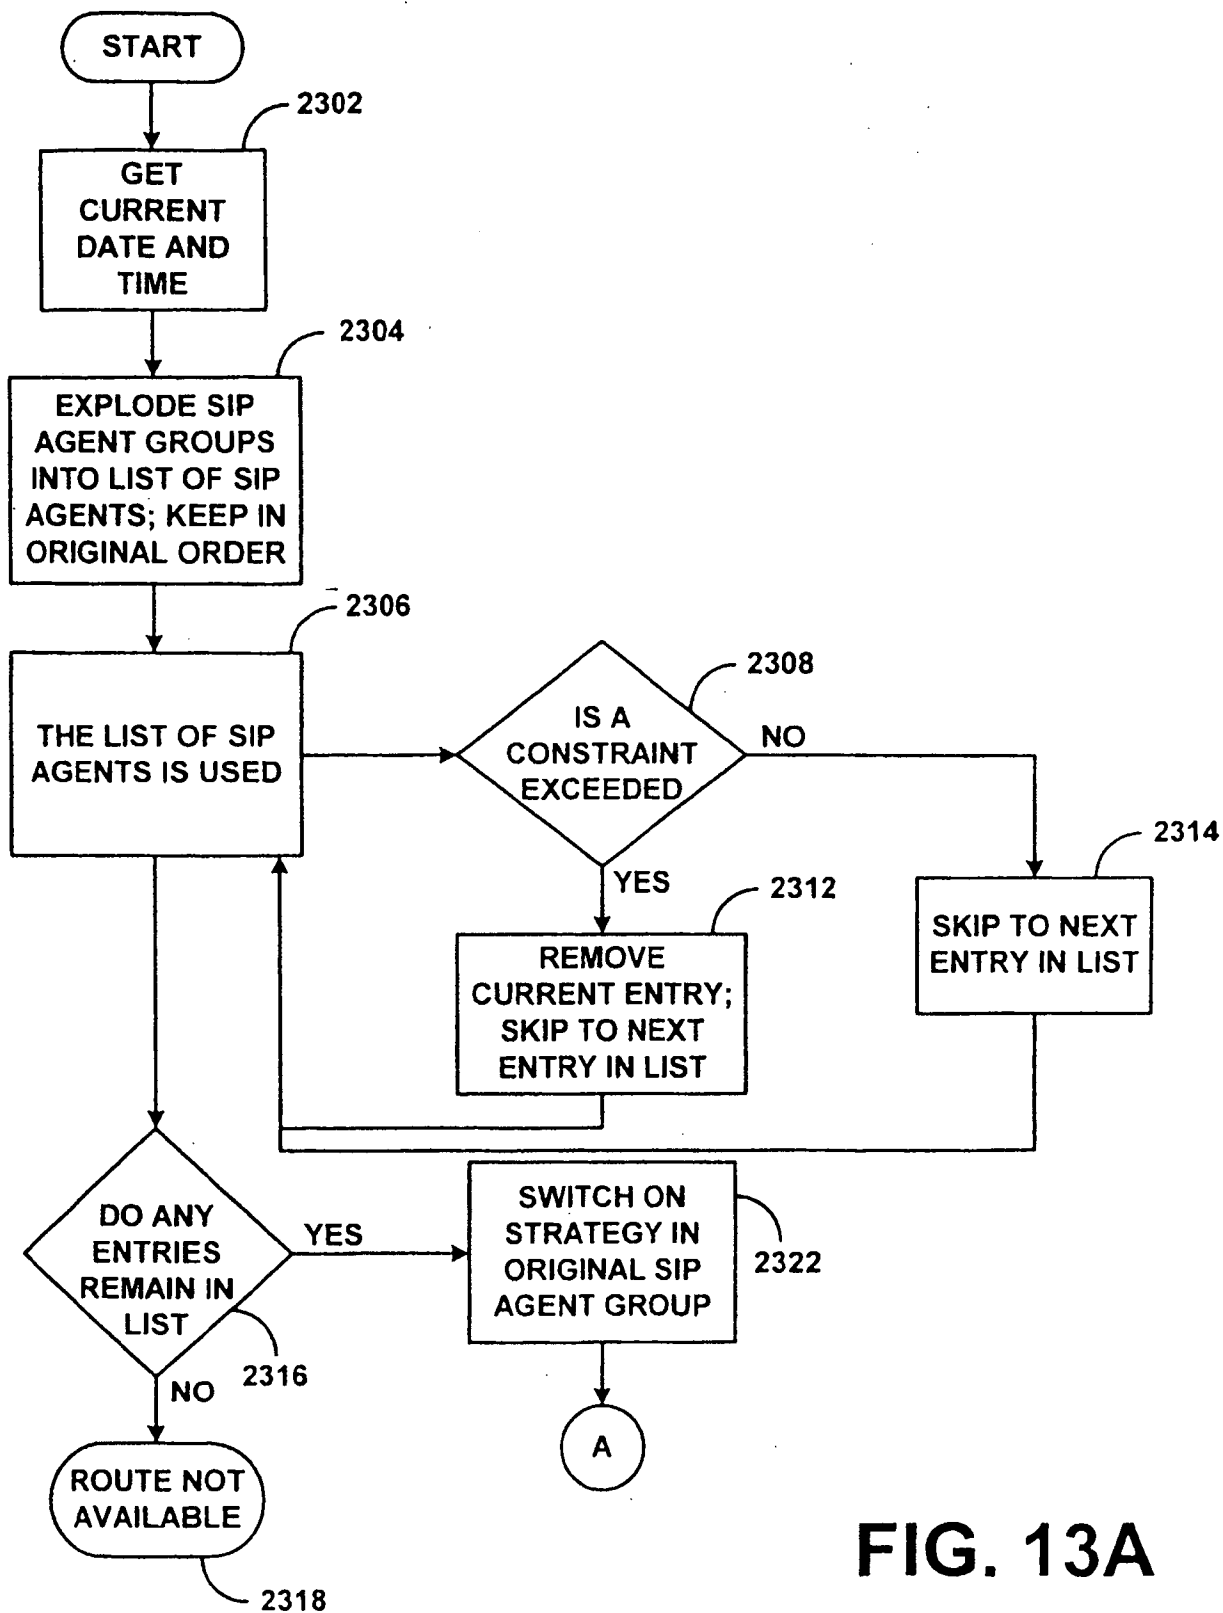 START
2302
GET
CURRENT
DATE AND
TIME
2304
EXPLODE SIP
AGENT GROUPS
INTO LIST OF SIP
AGENTS; KEEP IN
ORIGINAL ORDER
2306
THE LIST OF SIP
AGENTS IS USED
2308
IS A
CONSTRAINT
EXCEEDED
NO
YES
2312
REMOVE
CURRENT ENTRY;
SKIP TO NEXT
ENTRY IN LIST
2314
SKIP TO NEXT
ENTRY IN LIST
DO ANY
ENTRIES
REMAIN IN
LIST
YES
2316
NO
SWITCH ON
STRATEGY IN
ORIGINAL SIP
AGENT GROUP
2322
A
ROUTE NOT
AVAILABLE
2318
FIG. 13A